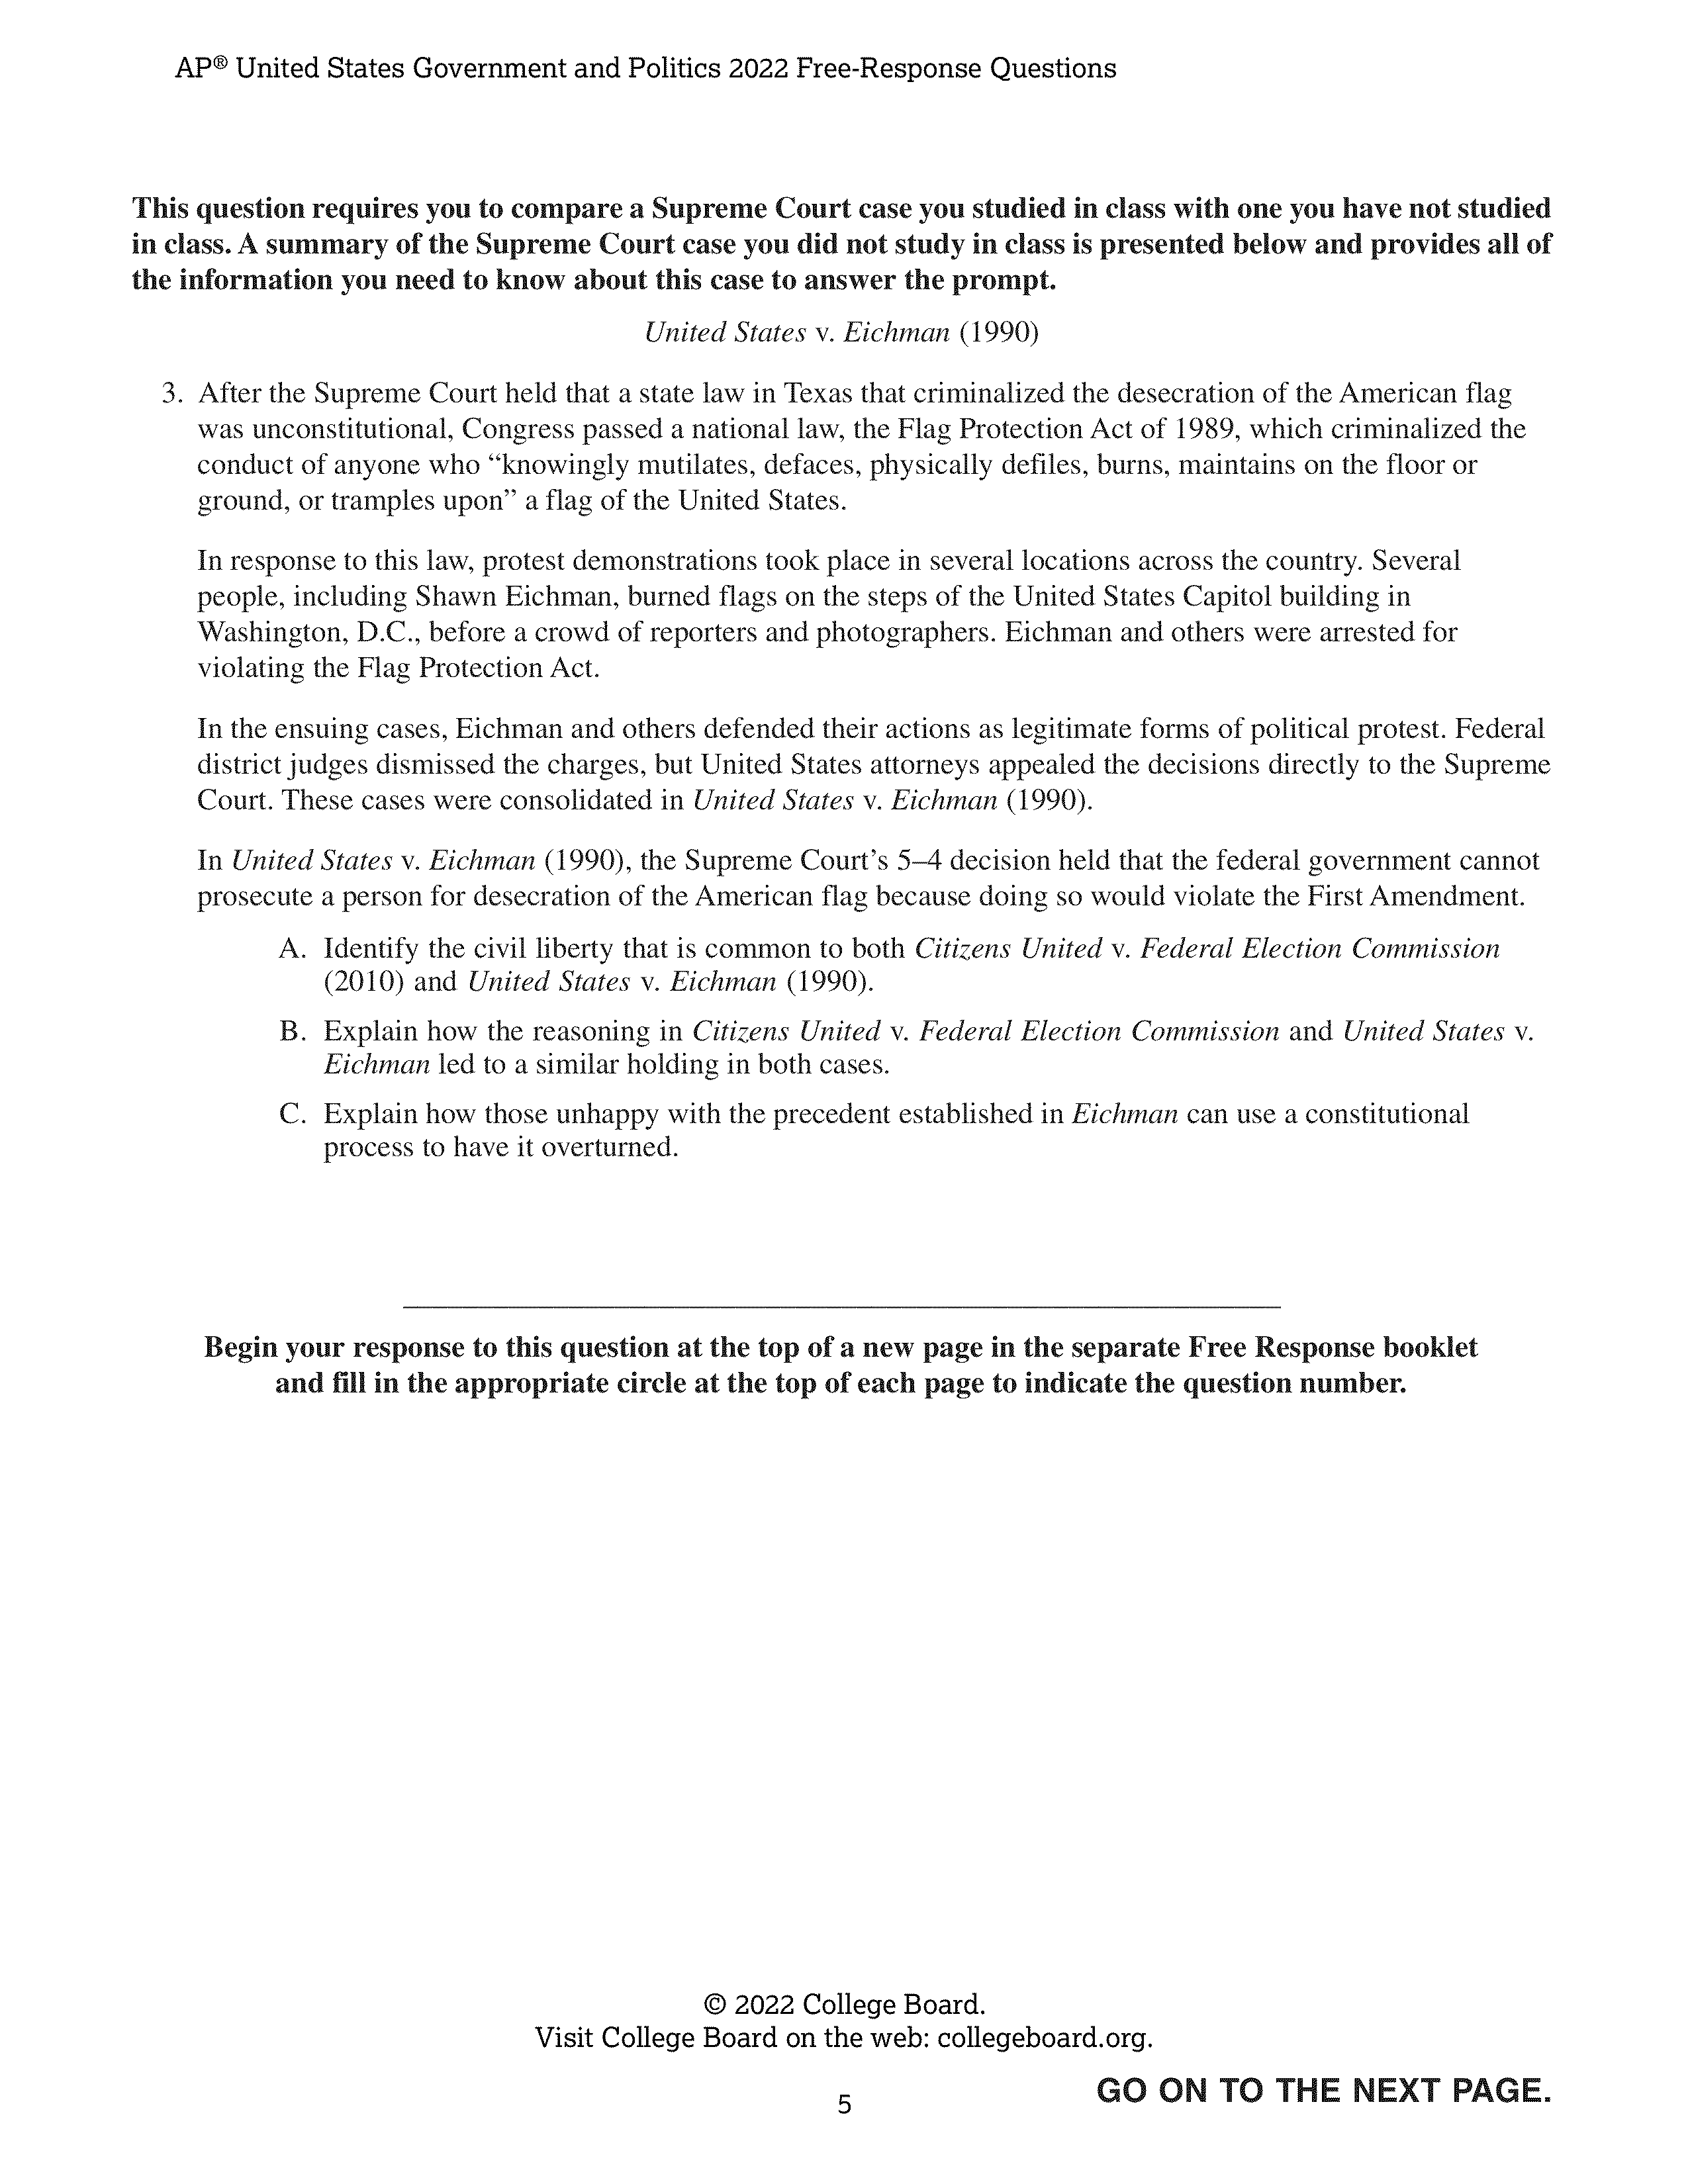 AP® United States Government and Politics 2022 Free-Response Questions
This question requires you to compare a Supreme Court case you studied in class with one you have not studied
in class. A summary of the Supreme Court case you did not study in class is presented below and provides all of
the information you need to know about this case to answer the prompt.
United States v. Eichman (1990)
3. After the Supreme Court held that a state law in Texas that criminalized the desecration of the American flag
was unconstitutional, Congress passed a national law, the Flag Protection Act of 1989, which criminalized the
conduct of anyone who “knowingly mutilates, defaces, physically defiles, burns, maintains on the floor or
ground, or tramples upon” a flag of the United States.
In response to this law, protest demonstrations took place in several locations across the country. Several
people, including Shawn Eichman, burned flags on the steps of the United States Capitol building in
Washington, D.C., before a crowd of reporters and photographers. Eichman and others were arrested for
violating the Flag Protection Act.
In the ensuing cases, Eichman and others defended their actions as legitimate forms of political protest. Federal
district judges dismissed the charges, but United States attorneys appealed the decisions directly to the Supreme
Court. These cases were consolidated in United States v. Eichman (1990).
In United States v. Eichman (1990), the Supreme Court’s 5–4 decision held that the federal government cannot
prosecute a person for desecration of the American flag because doing so would violate the First Amendment.
A. Identify the civil liberty that is common to both Citizens United v. Federal Election Commission
(2010) and United States v. Eichman (1990).
B. Explain how the reasoning in Citizens United v. Federal Election Commission and United States v.
Eichman led to a similar holding in both cases.
C. Explain how those unhappy with the precedent established in Eichman can use a constitutional
process to have it overturned.
Begin your response to this question at the top of a new page in the separate Free Response booklet
and fill in the appropriate circle at the top of each page to indicate the question number.
© 2022 College Board.
Visit College Board on the web: collegeboard.org.
GO ON TO THE NEXT PAGE.
5